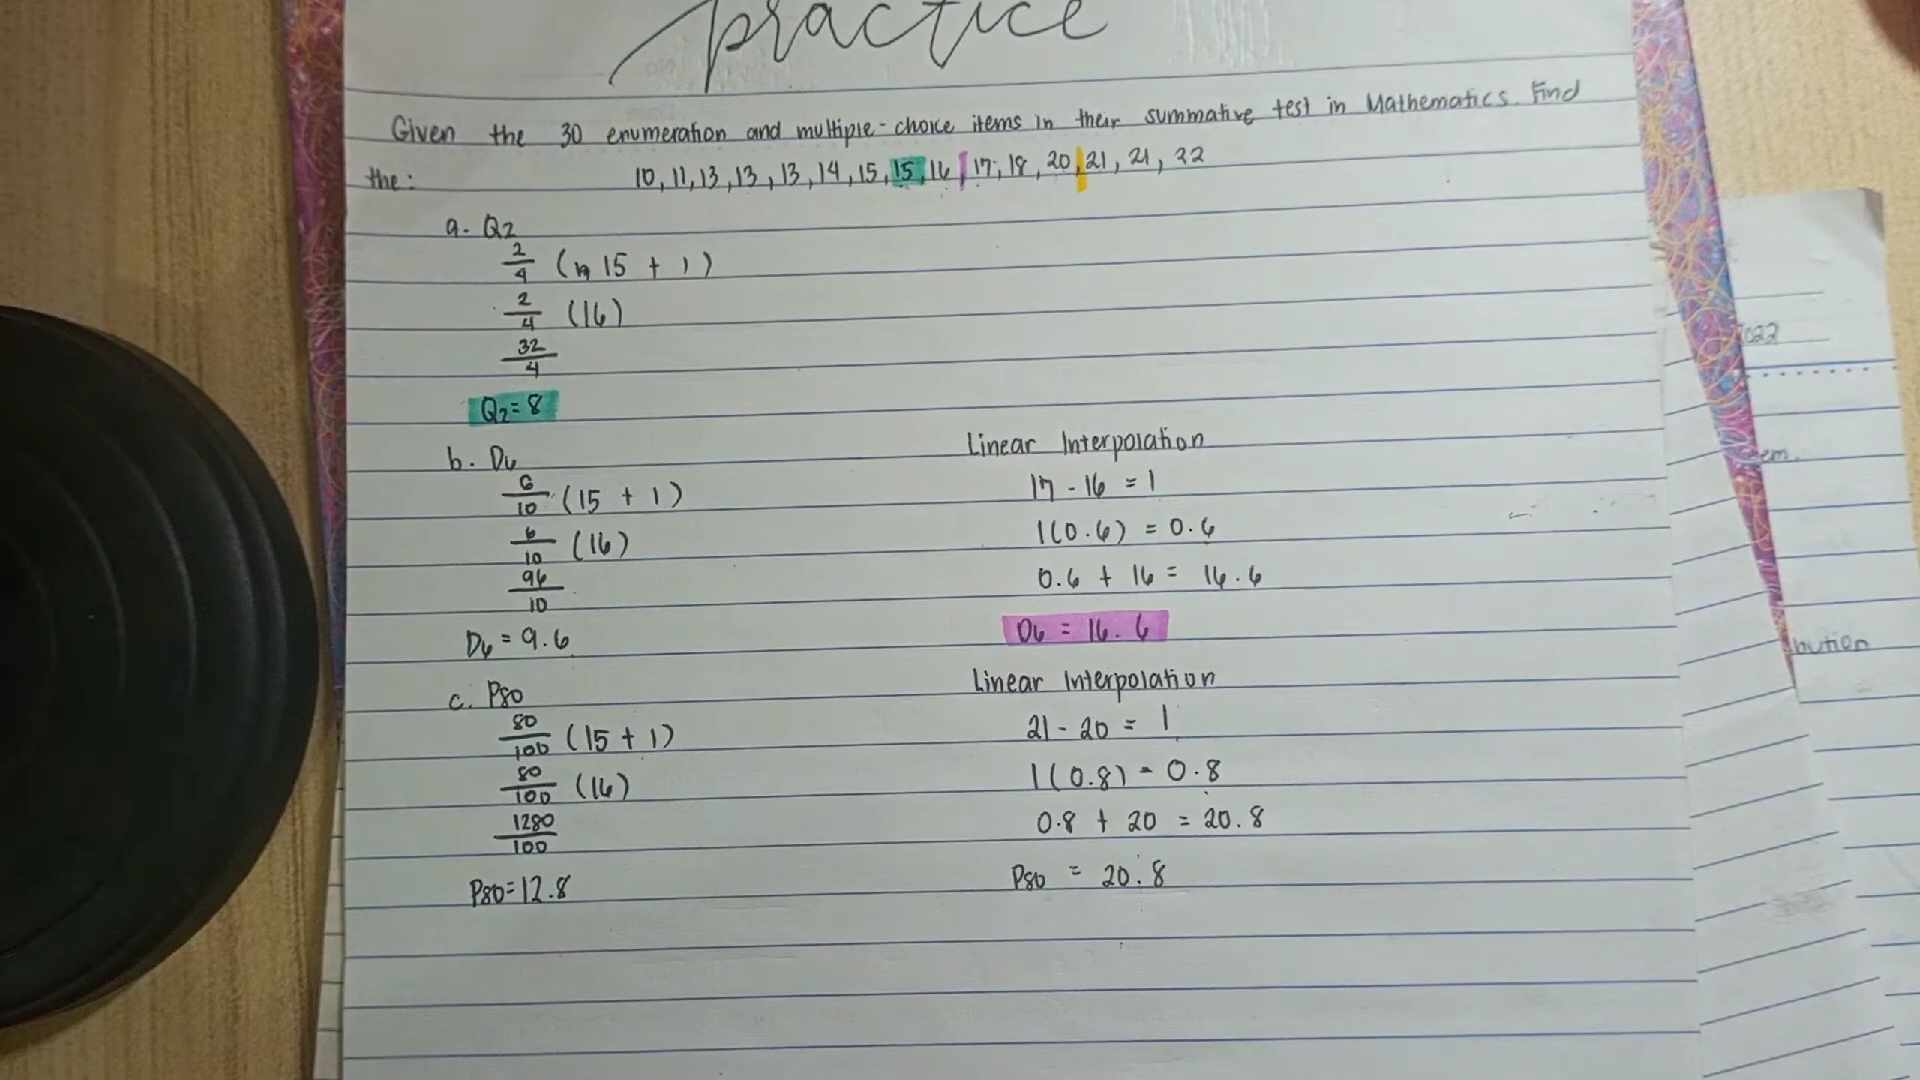 practice
Given the 30 enumeration and multiple-choice items in their summative test in Mathematics. Find
the: 10, 11, 13, 13, 13, 14, 15, 15, 16, 17, 18, 20, 21, 21, 22
a. Q2
2/4 (n 15 + 1)
2/4 (16)
32/4
Q2 = 8
b. D6
6/10 (15 + 1)
6/10 (16)
96/10
D6 = 9.6
Linear Interpolation
17 - 16 = 1
1(0.6) = 0.6
0.6 + 16 = 16.6
D6 = 16.6
c. P80
80/100 (15 + 1)
80/100 (16)
1280/100
P80 = 12.8
Linear Interpolation
21 - 20 = 1
1(0.8) = 0.8
0.8 + 20 = 20.8
P80 = 20.8
2022
bution